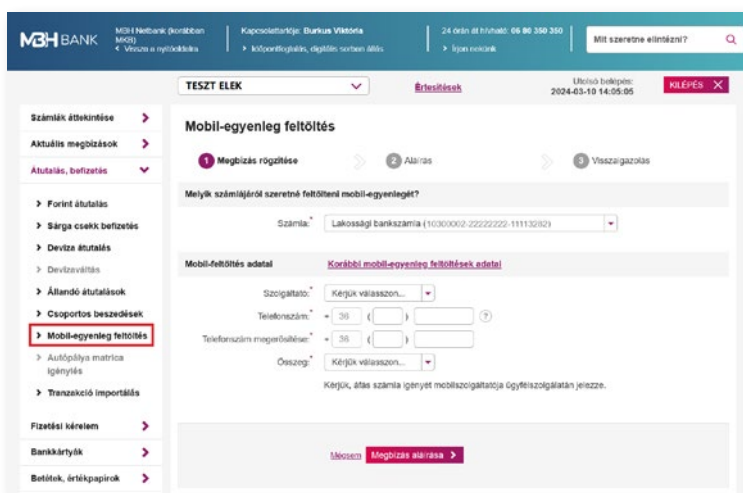 MBH BANK
MBH Netbank (korábban MKB)
< Vissza a nyitóoldalra
Kapcsolattartója: Burkus Viktória
> Időpontfoglalás, digitális sorban állás
24 órán át hívható: 06 80 350 350
> Írjon nekünk
Mit szeretne elintézni?
TESZT ELEK
Értesítések
Utolsó belépés:
2024-03-10 14:05:05
KILÉPÉS X
Számlák áttekintése
Aktuális megbízások
Átutalás, befizetés
> Forint átutalás
> Sárga csekk befizetés
> Deviza átutalás
> Devizaváltás
> Állandó átutalások
> Csoportos beszedések
> Mobil-egyenleg feltöltés
> Autópálya matrica
igénylés
> Tranzakció importálás
Fizetési kérelem
Bankkártyák
Betétek, értékpapírok
Mobil-egyenleg feltöltés
1 Megbízás rögzítése
2 Aláírás
3 Visszaigazolás
Melyik számlájáról szeretné feltölteni mobil-egyenlegét?
Számla:* Lakossági bankszámla (10300002-22222222-11113282)
Mobil-feltöltés adatai Korábbi mobil-egyenleg feltöltések adatai
Szolgáltató:* Kérjük válasszon...
Telefonszám:* + 36 ( ) ?
Telefonszám megerősítése:* + 36 ( )
Összeg:* Kérjük válasszon...
Kérjük, áfás számla igényét mobilszolgáltatója ügyfélszolgálatán jelezze.
Mégsem Megbízás aláírása >